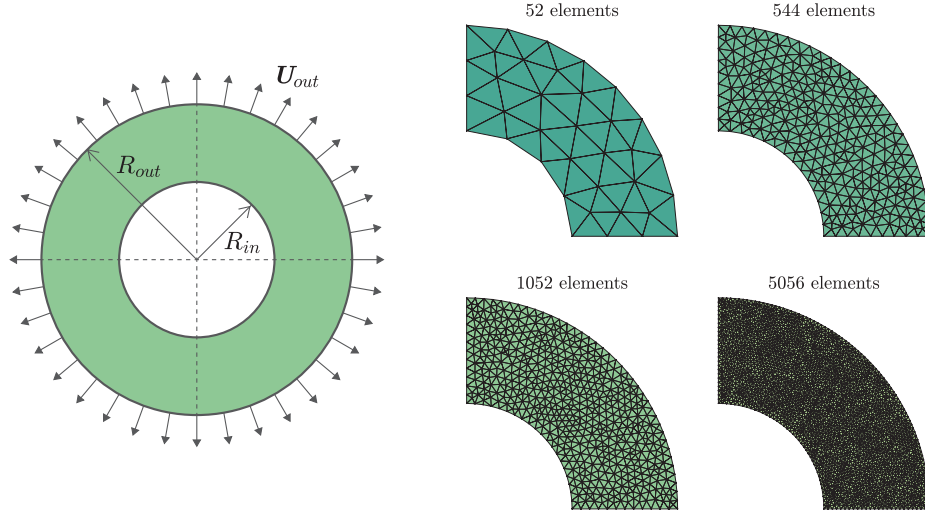 U_out
R_out
R_in
52 elements
544 elements
1052 elements
5056 elements